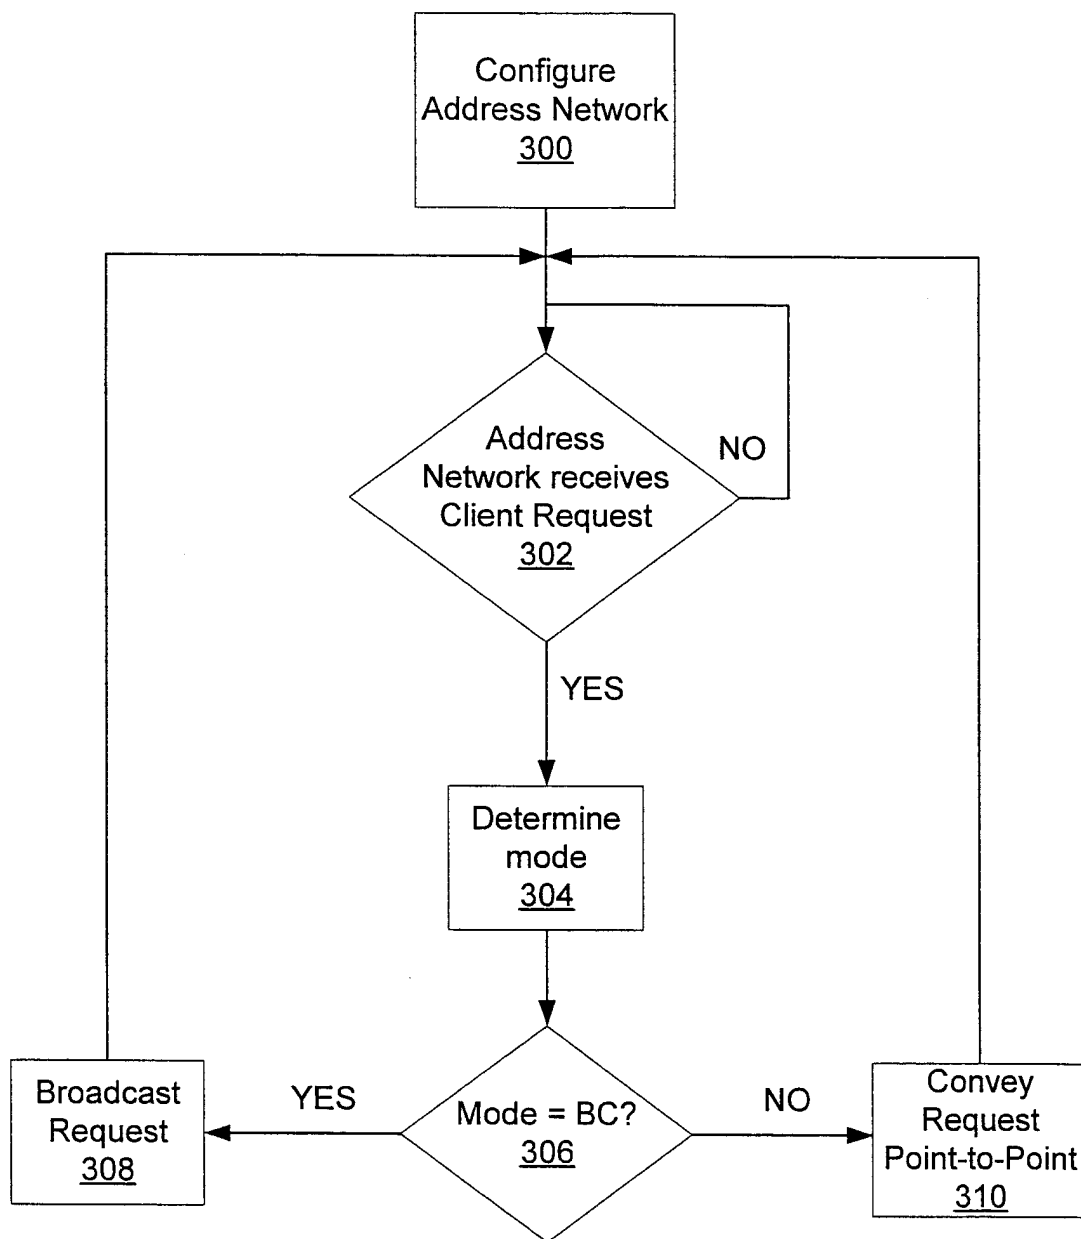 Configure
Address Network
300
Address
Network receives
Client Request
302
NO
YES
Determine
mode
304
Mode = BC?
306
YES
NO
Broadcast
Request
308
Convey
Request
Point-to-Point
310